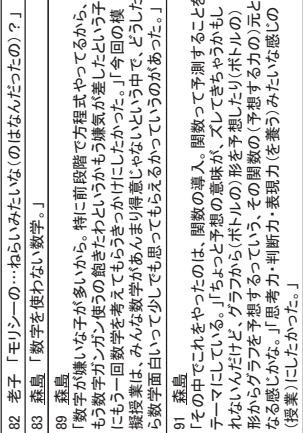 82 老子 「モリシーの…ねらいみたいな(のはなんだったの)?」
83 森島 「数字を使わない数学。」
89 森島
「数学が嫌いな子が多いから。特に前段階で方程式やってるから、
もう数字ガンガン使うの飽きたわというかもう嫌気が差したという子
にもう一回数学を考えてもらうきっかけにしたかった。」「今回の模
擬授業は、みんな数学があんまり得意じゃないという中で、どうした
ら数学面白いって少しでも思ってもらえるかっていうのがあった。」
91 森島
「その中でこれをやったのは、関数の導入。関数って予測することを
テーマにしている。」「ちょっと予想の意味が、ズレてきちゃうかもし
れないんだけど、グラフから(ボトルの)形を予想したり(ボトルの)
形からグラフを予想するっていう、その関数の(予想する力の)元と
なる感じかな。」「思考力・判断力・表現力(を養う)みたいな感じの
(授業)にしたかった。」